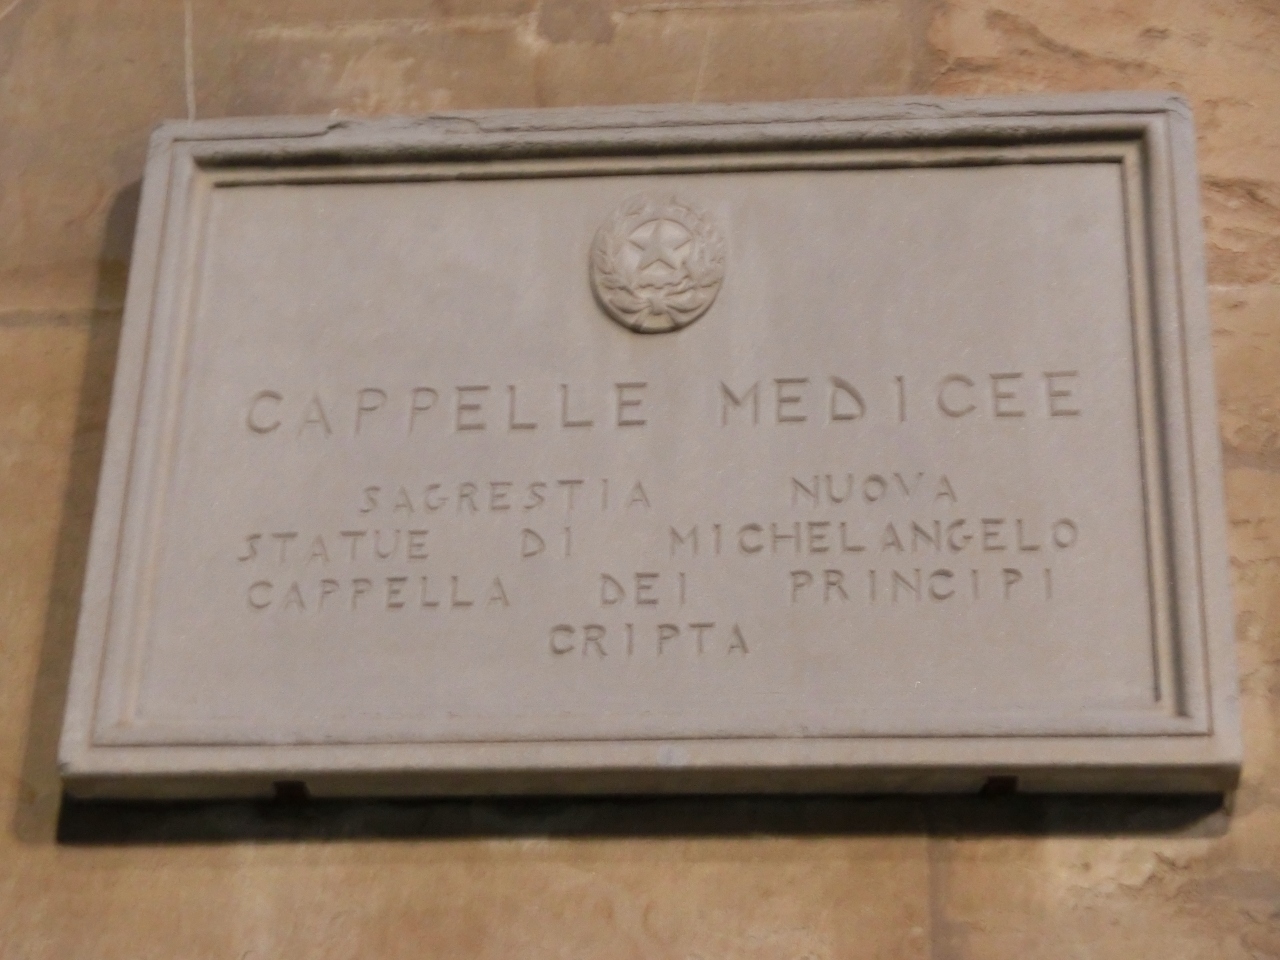 CAPPELLE MEDICEE
SAGRESTIA NUOVA
STATUE DI MICHELANGELO
CAPPELLA DEI PRINCIPI
CRIPTA